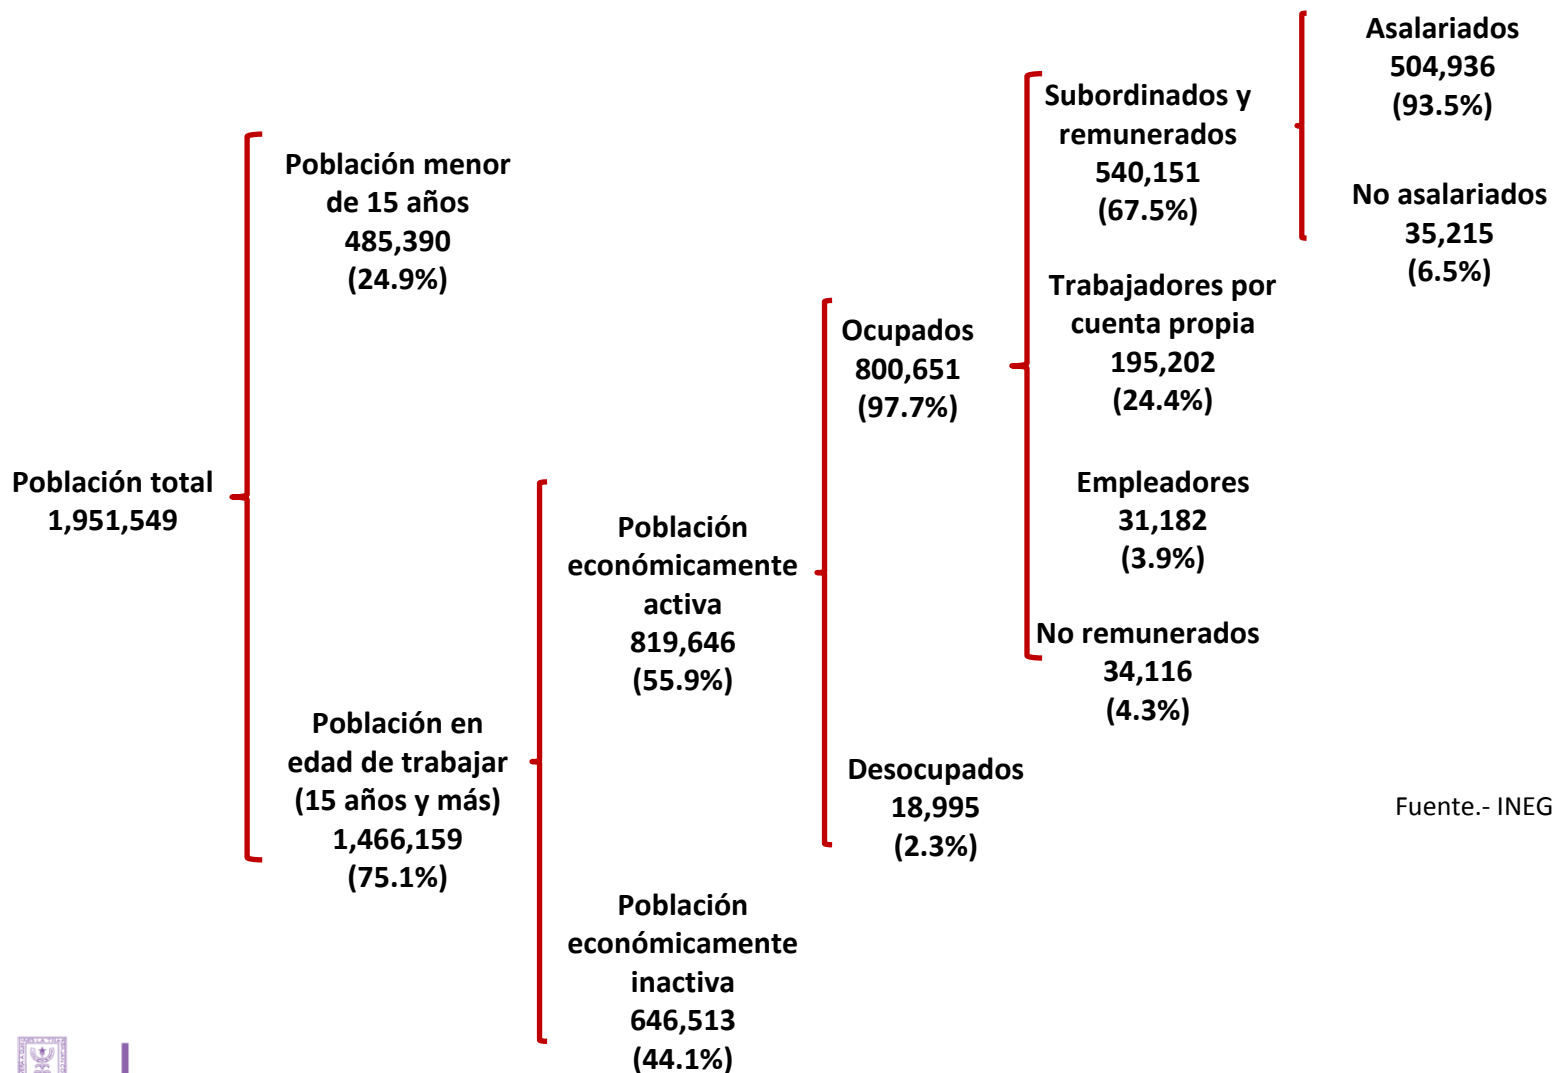 Población total
1,951,549
Población menor
de 15 años
485,390
(24.9%)
Población en
edad de trabajar
(15 años y más)
1,466,159
(75.1%)
Población
económicamente
activa
819,646
(55.9%)
Población
económicamente
inactiva
646,513
(44.1%)
Ocupados
800,651
(97.7%)
Desocupados
18,995
(2.3%)
Subordinados y
remunerados
540,151
(67.5%)
Trabajadores por
cuenta propia
195,202
(24.4%)
Empleadores
31,182
(3.9%)
No remunerados
34,116
(4.3%)
Asalariados
504,936
(93.5%)
No asalariados
35,215
(6.5%)
Fuente.- INEG